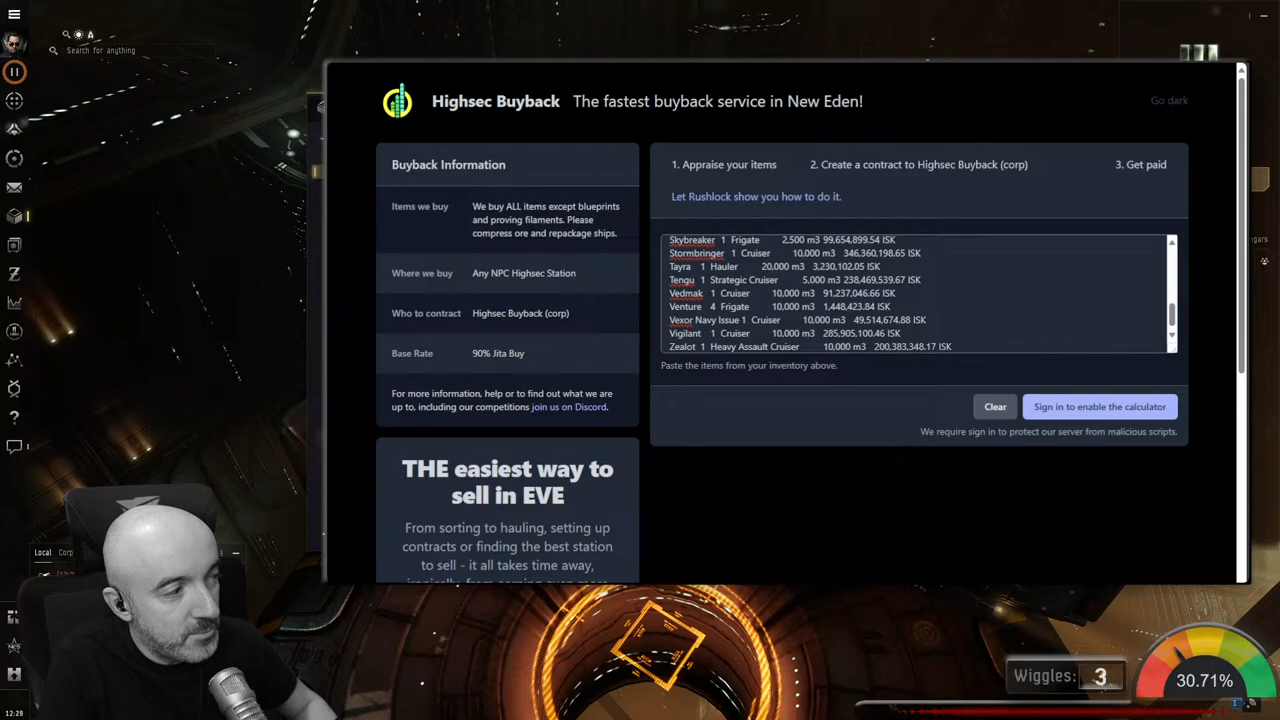 A
Search for anything
Highsec Buyback The fastest buyback service in New Eden!
Go dark
Buyback Information
Items we buy
We buy ALL items except blueprints
and proving filaments. Please
compress ore and repackage ships.
Where we buy
Any NPC Highsec Station
Who to contract
Highsec Buyback (corp)
Base Rate
90% Jita Buy
For more information, help or to find out what we are
up to, including our competitions join us on Discord.
THE easiest way to
sell in EVE
From sorting to hauling, setting up
contracts or finding the best station
to sell - it all takes time away,
1. Appraise your items
2. Create a contract to Highsec Buyback (corp)
3. Get paid
Let Rushlock show you how to do it.
Skybreaker 1 Frigate 2,500 m3 99,654,899.54 ISK
Stormbringer 1 Cruiser 10,000 m3 346,360,198.65 ISK
Tayra 1 Hauler 20,000 m3 3,230,102.05 ISK
Tengu 1 Strategic Cruiser 5,000 m3 238,469,539.67 ISK
Vedmak 1 Cruiser 10,000 m3 91,237,046.66 ISK
Venture 4 Frigate 10,000 m3 1,448,423.84 ISK
Vexor Navy Issue 1 Cruiser 10,000 m3 49,514,674.88 ISK
Vigilant 1 Cruiser 10,000 m3 285,905,100.46 ISK
Zealot 1 Heavy Assault Cruiser 10,000 m3 200,383,348.17 ISK
Paste the items from your inventory above.
Clear
Sign in to enable the calculator
We require sign in to protect our server from malicious scripts.
Local Corp
Wiggles: 3
30.71%
1
12:29